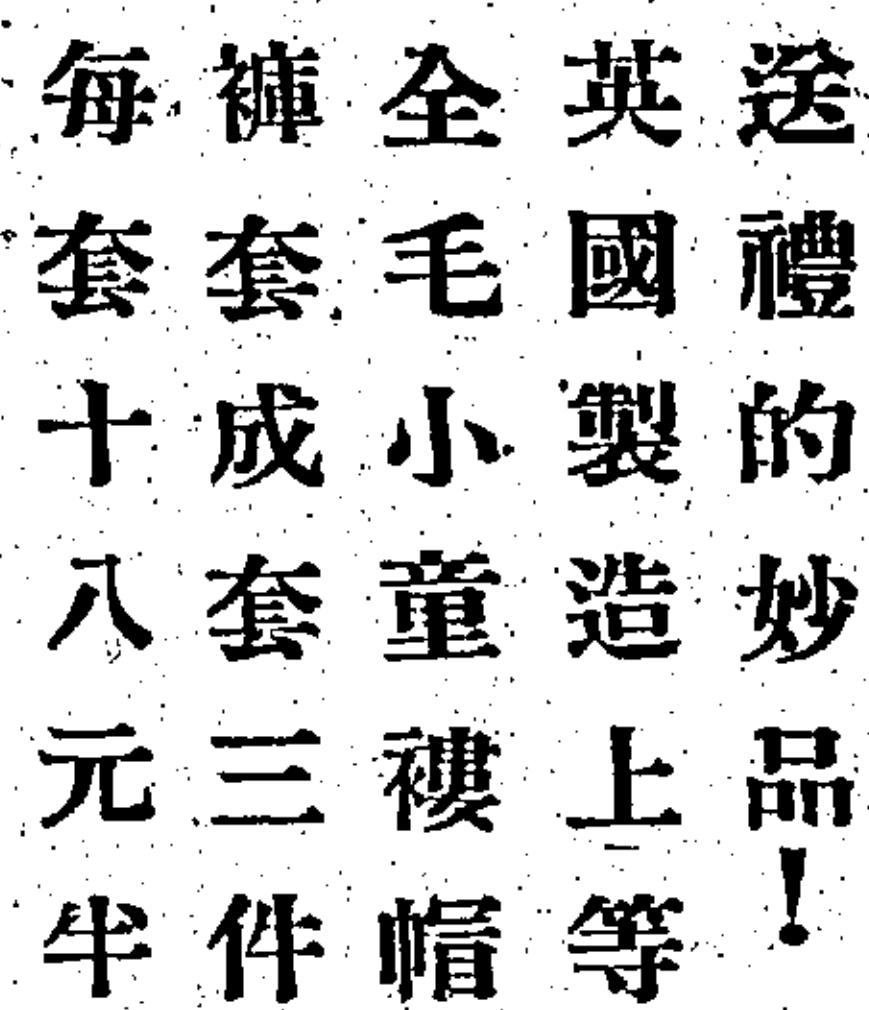 送禮的妙品！
英國製造上等
全毛小童褸帽
褲套成套三件
每套十八元半